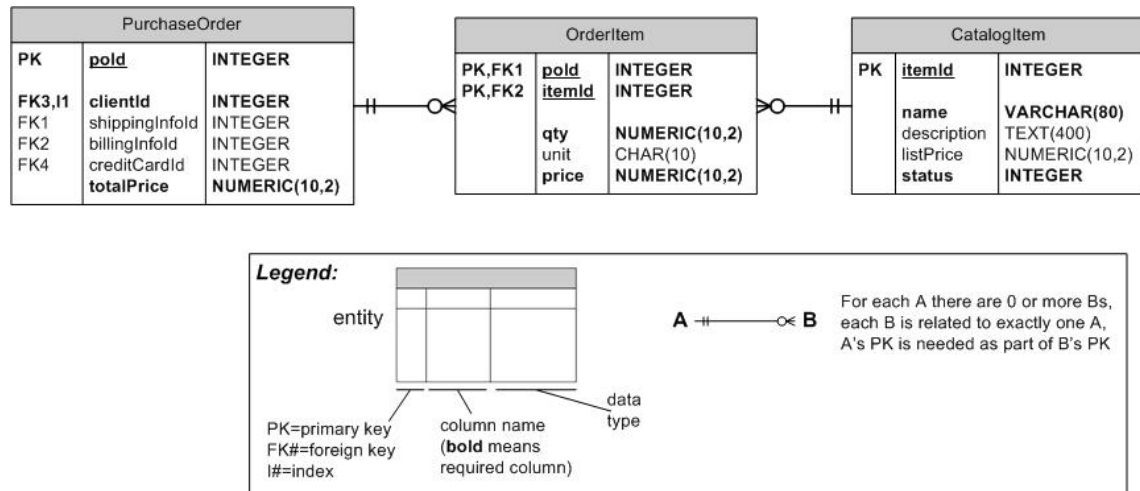 PurchaseOrder
PK poId INTEGER
FK3,I1 clientId INTEGER
FK1 shippingInfoId INTEGER
FK2 billingInfoId INTEGER
FK4 creditCardId INTEGER
totalPrice NUMERIC(10,2)
OrderItem
PK,FK1 poId INTEGER
PK,FK2 itemId INTEGER
qty NUMERIC(10,2)
unit CHAR(10)
price NUMERIC(10,2)
CatalogItem
PK itemId INTEGER
name VARCHAR(80)
description TEXT(400)
listPrice NUMERIC(10,2)
status INTEGER
Legend:
entity
PK=primary key
FK#=foreign key
I#=index
column name
(bold means
required column)
data
type
A B
For each A there are 0 or more Bs,
each B is related to exactly one A,
A's PK is needed as part of B's PK